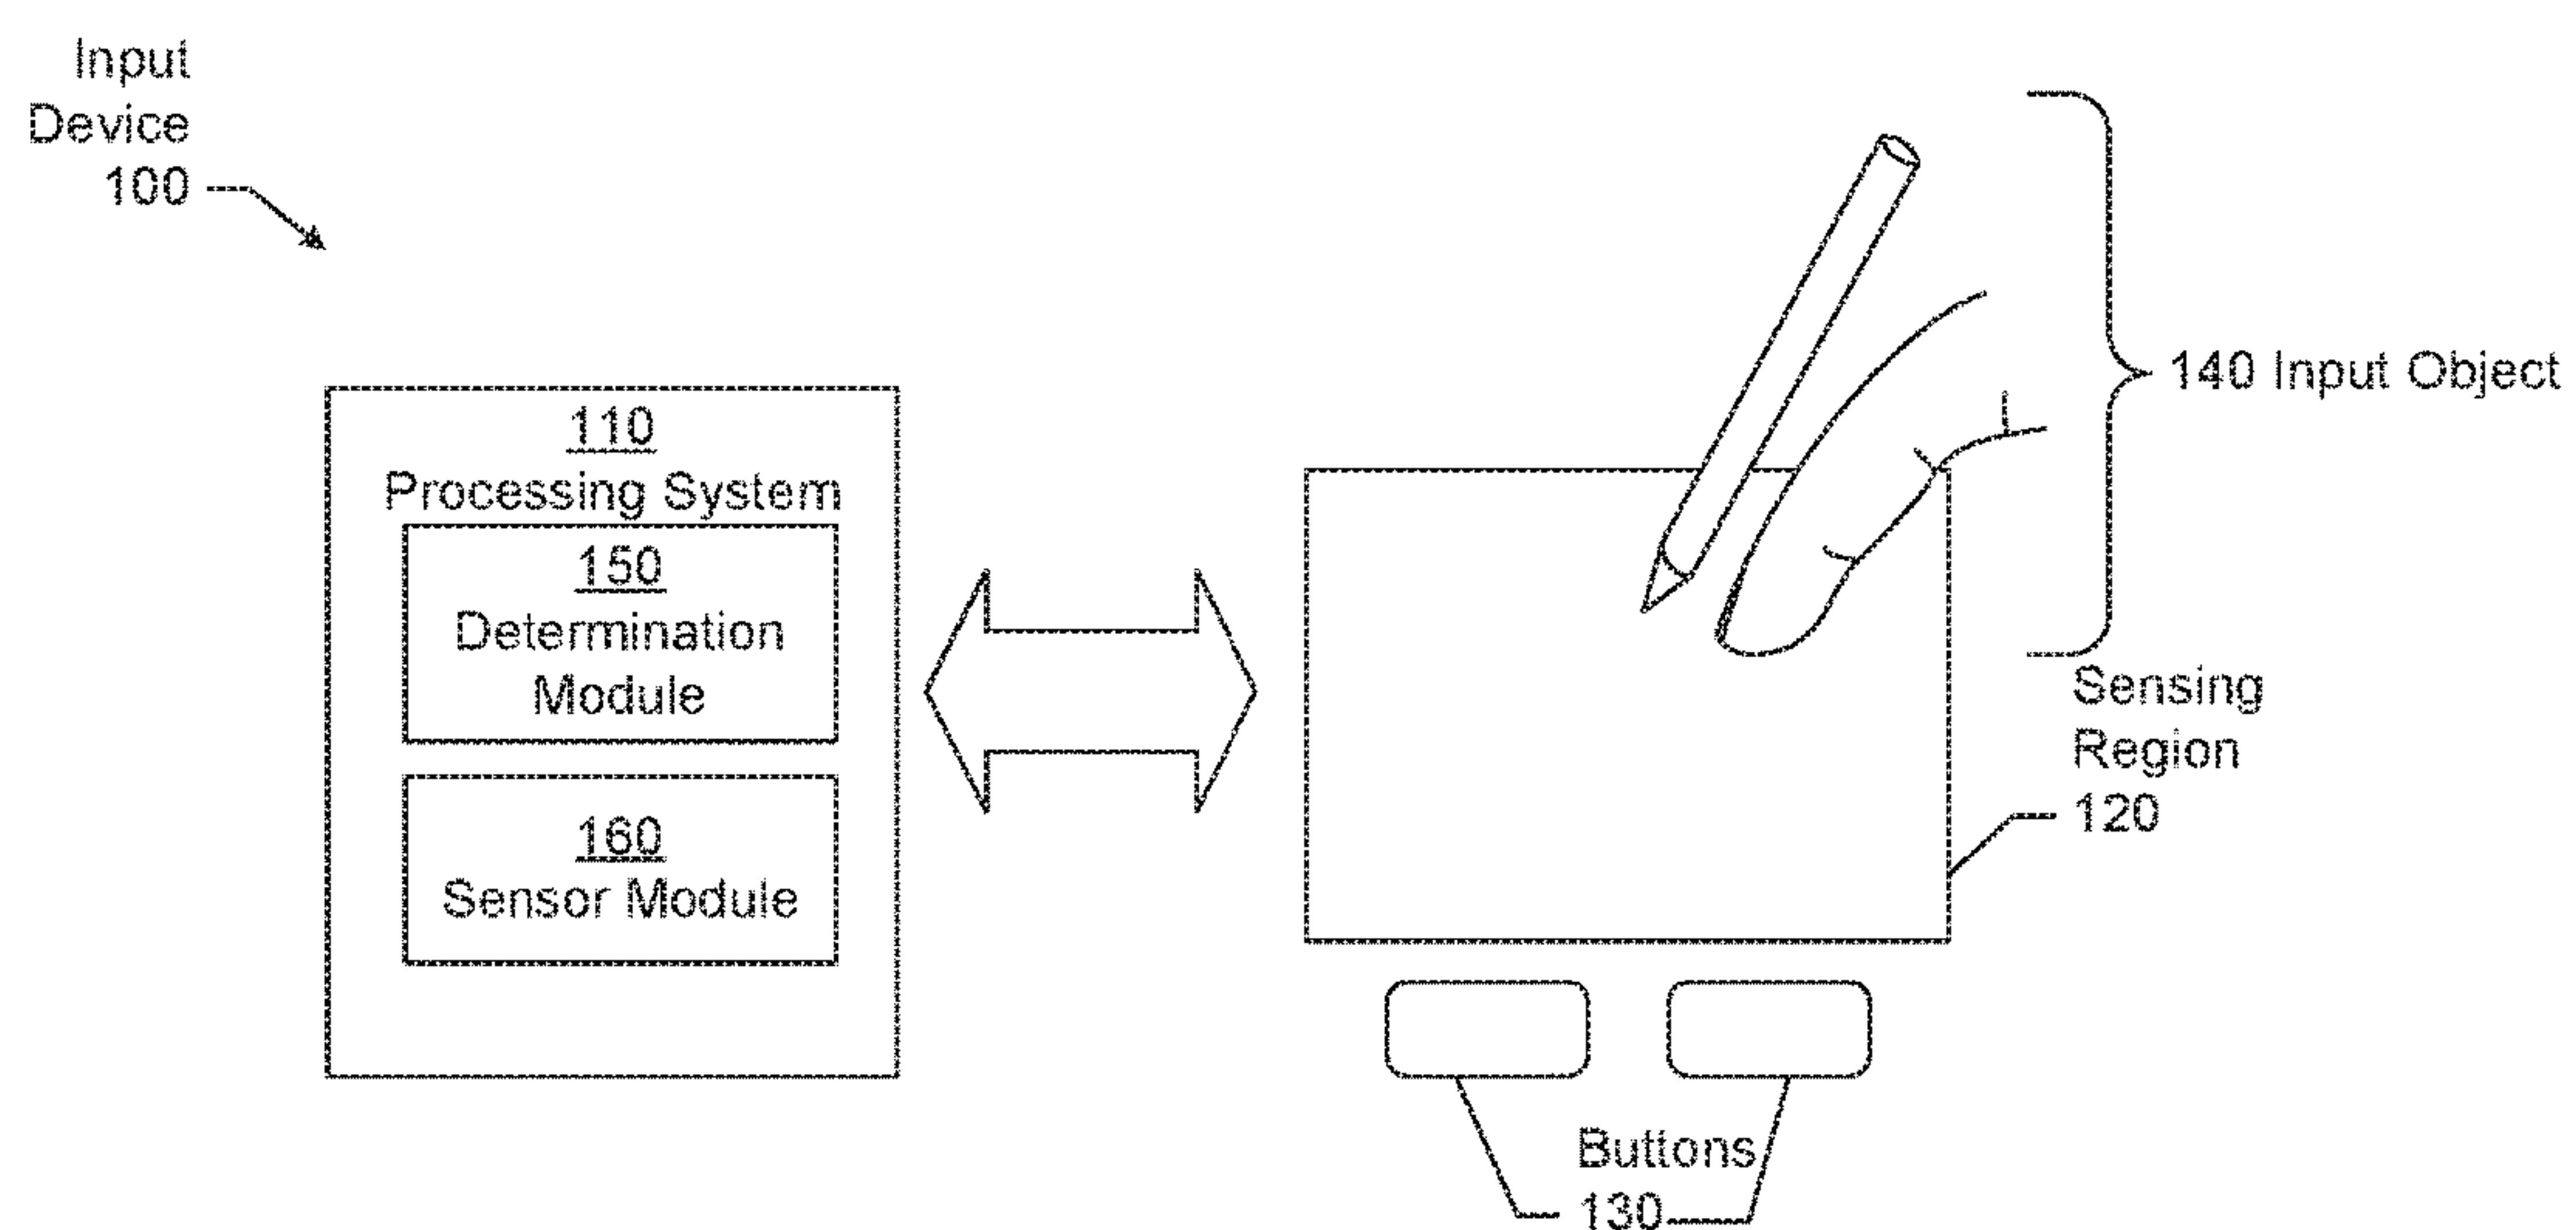 Input
Device
100
110
Processing System
150
Determination
Module
160
Sensor Module
140 Input Object
Sensing
Region
120
Buttons
130